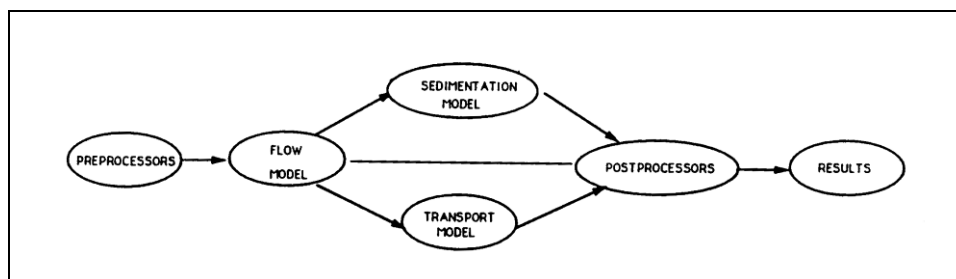 PREPROCESSORS
FLOW
MODEL
SEDIMENTATION
MODEL
TRANSPORT
MODEL
POSTPROCESSORS
RESULTS